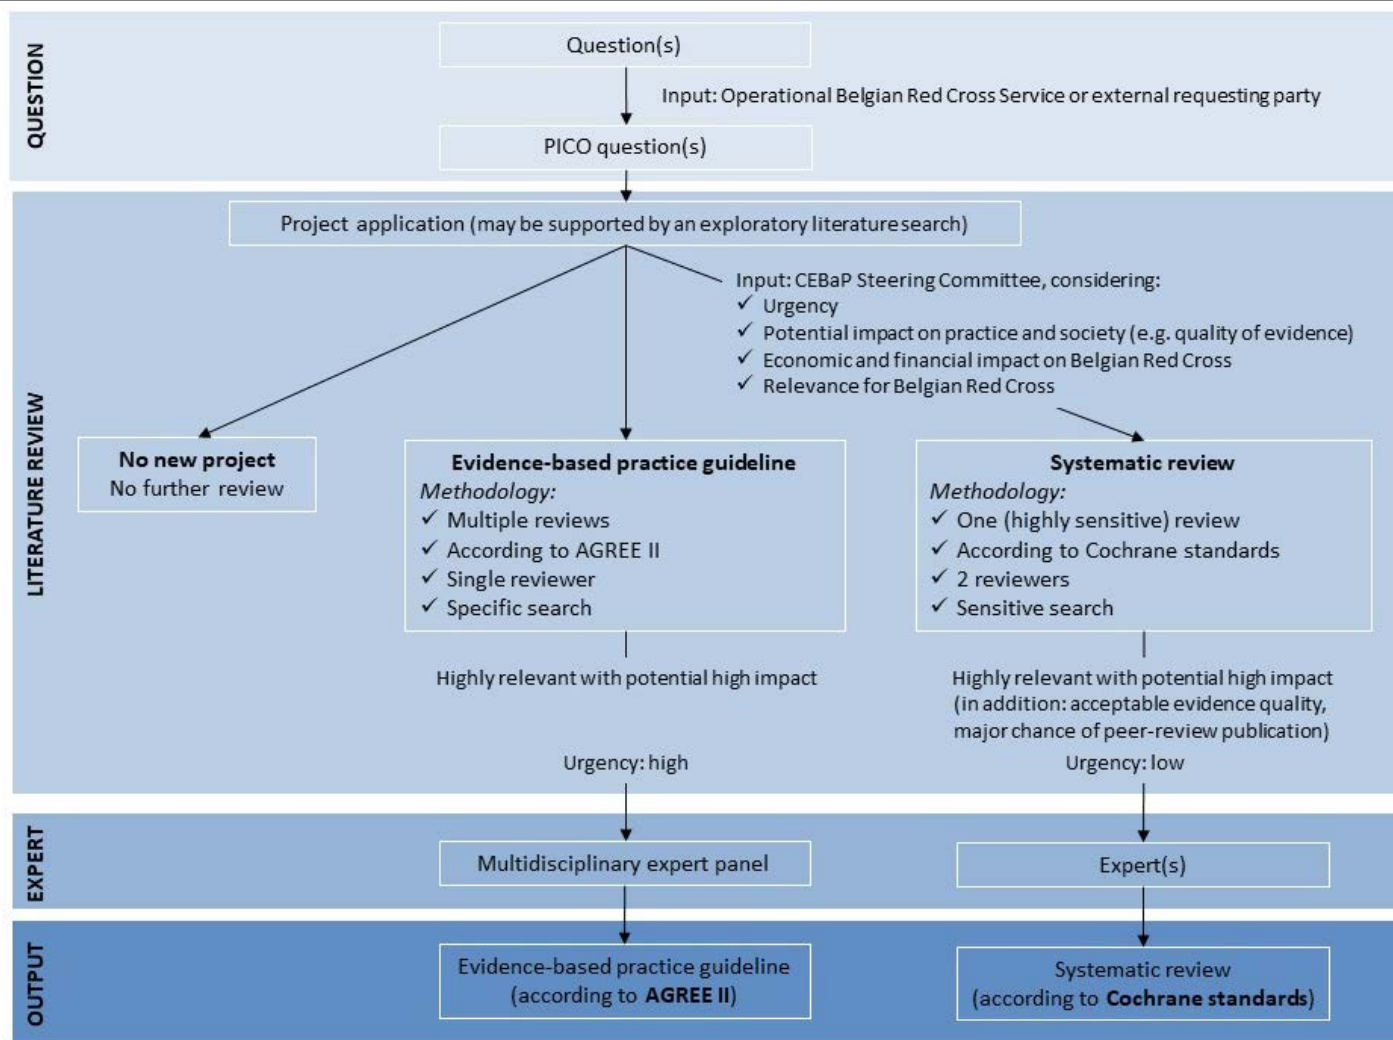 QUESTION
Question(s)
Input: Operational Belgian Red Cross Service or external requesting party
PICO question(s)
LITERATURE REVIEW
Project application (may be supported by an exploratory literature search)
Input: CEBaP Steering Committee, considering:
✓ Urgency
✓ Potential impact on practice and society (e.g. quality of evidence)
✓ Economic and financial impact on Belgian Red Cross
✓ Relevance for Belgian Red Cross
No new project
No further review
Evidence-based practice guideline
Methodology:
✓ Multiple reviews
✓ According to AGREE II
✓ Single reviewer
✓ Specific search
Systematic review
Methodology:
✓ One (highly sensitive) review
✓ According to Cochrane standards
✓ 2 reviewers
✓ Sensitive search
Highly relevant with potential high impact
Highly relevant with potential high impact
(in addition: acceptable evidence quality,
major chance of peer-review publication)
Urgency: high
Urgency: low
EXPERT
Multidisciplinary expert panel
Expert(s)
OUTPUT
Evidence-based practice guideline
(according to AGREE II)
Systematic review
(according to Cochrane standards)